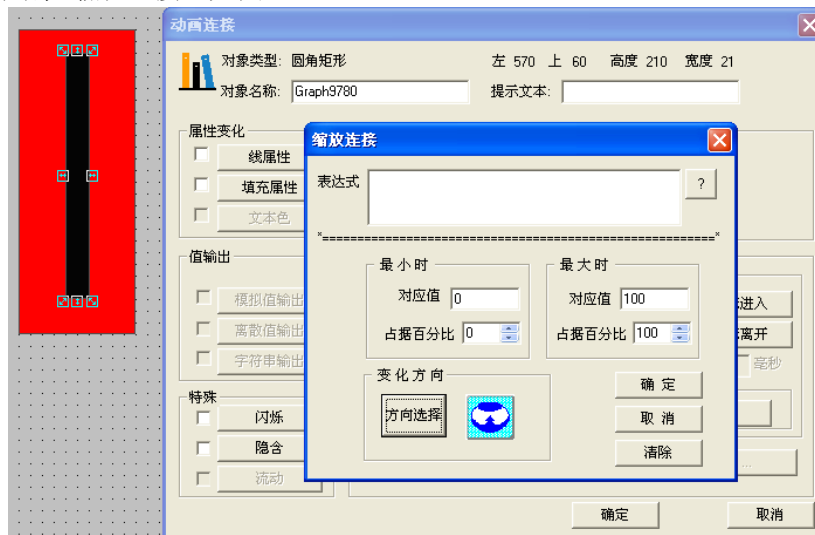 动画连接
对象类型: 圆角矩形 左 570 上 60 高度 210 宽度 21
对象名称: Graph9780 提示文本:
属性变化
线属性
填充属性
文本色
值输出
模拟值输出
离散值输出
字符串输出
特殊
闪烁
隐含
流动
缩放连接
表达式 ?
最小时 最大时
对应值 0 对应值 100
占据百分比 0 占据百分比 100
变化方向
方向选择
确 定
取 消
清除
进入
离开
毫秒
...
确定 取消